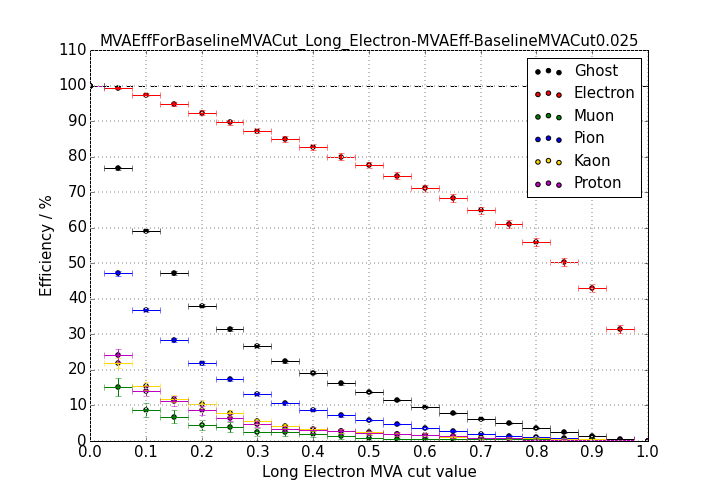 MVAEffForBaselineMVACut_Long_Electron-MVAEff-BaselineMVACut0.025
110
100
90
80
70
60
50
40
30
20
10
0
Efficiency / %
Ghost
Electron
Muon
Pion
Kaon
Proton
0.0 0.1 0.2 0.3 0.4 0.5 0.6 0.7 0.8 0.9 1.0
Long Electron MVA cut value